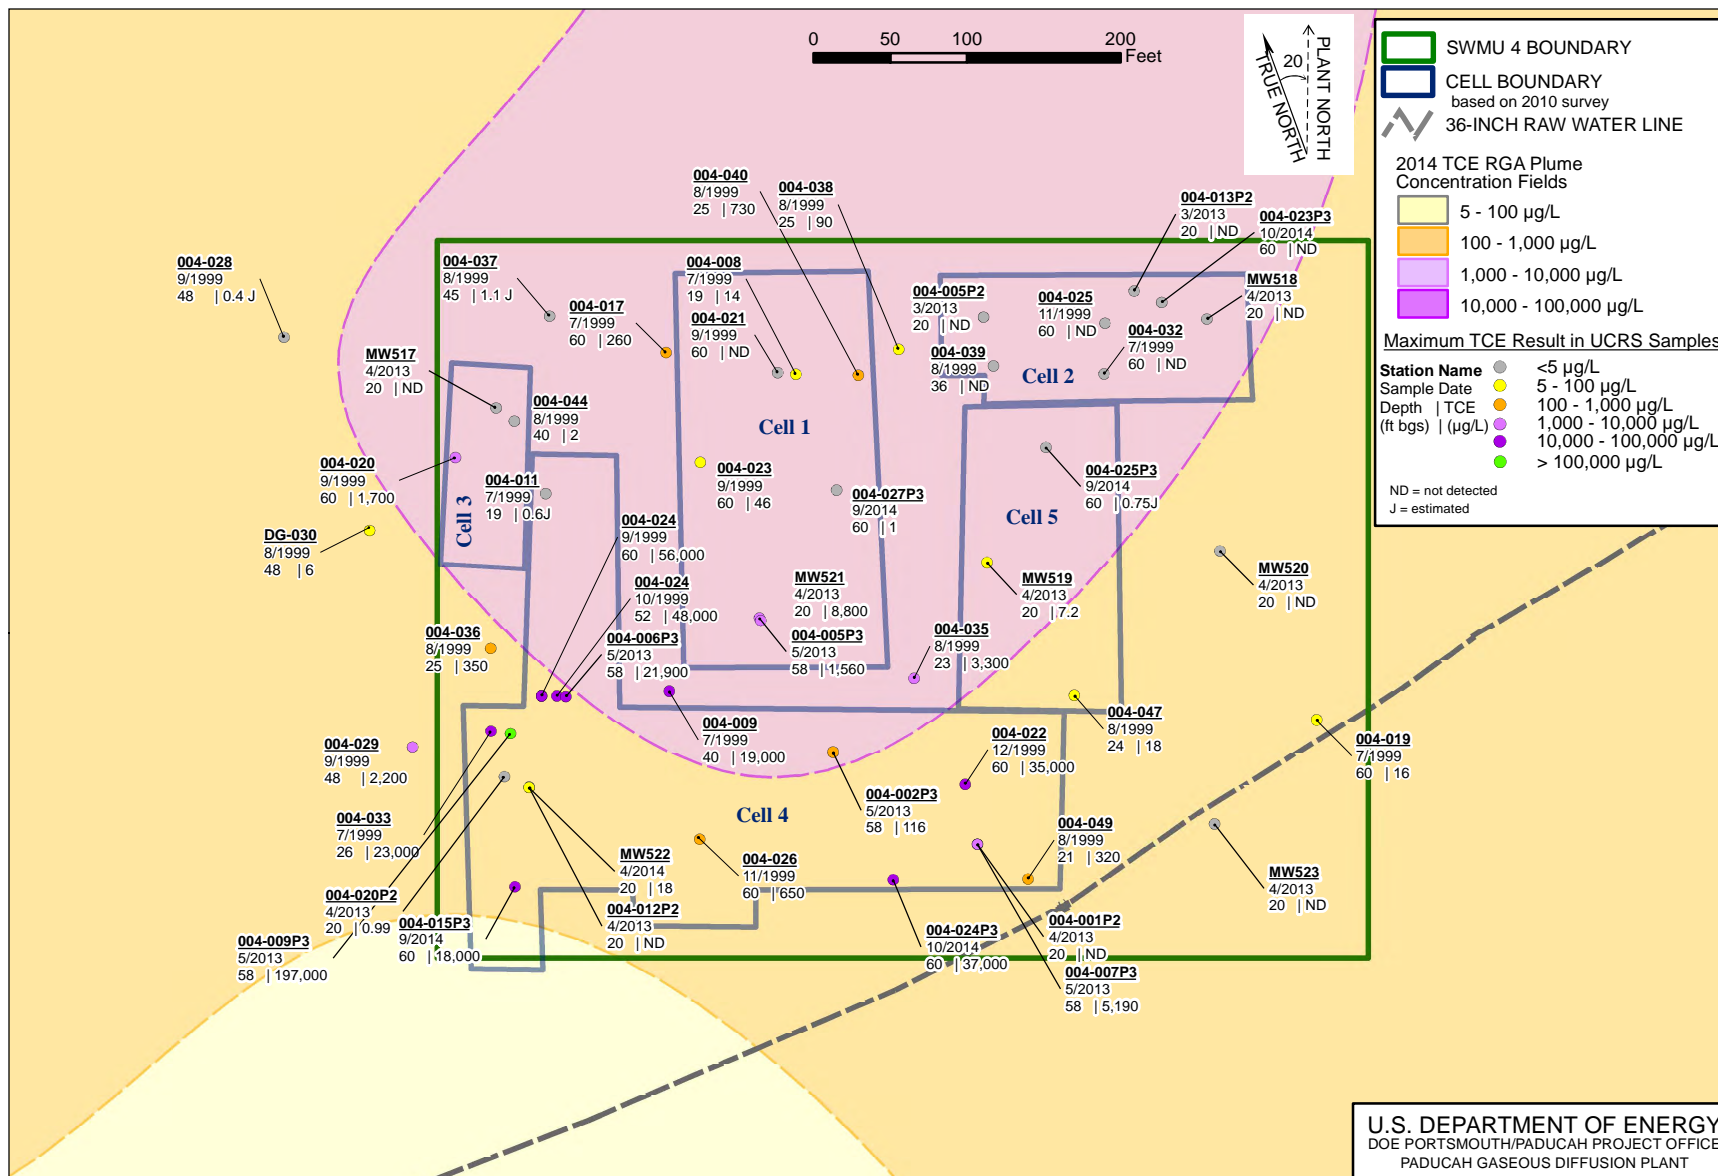 0 50 100 200
Feet
20
TRUE NORTH
PLANT NORTH
SWMU 4 BOUNDARY
CELL BOUNDARY
based on 2010 survey
36-INCH RAW WATER LINE
2014 TCE RGA Plume
Concentration Fields
5 - 100 µg/L
100 - 1,000 µg/L
1,000 - 10,000 µg/L
10,000 - 100,000 µg/L
Maximum TCE Result in UCRS Samples
Station Name
Sample Date
Depth | TCE
(ft bgs) | (µg/L)
<5 µg/L
5 - 100 µg/L
100 - 1,000 µg/L
1,000 - 10,000 µg/L
10,000 - 100,000 µg/L
> 100,000 µg/L
ND = not detected
J = estimated
004-040
8/1999
25 | 730
004-038
8/1999
25 | 90
004-013P2
3/2013
20 | ND
004-023P3
10/2014
60 | ND
004-028
9/1999
48 | 0.4 J
004-037
8/1999
45 | 1.1 J
004-008
7/1999
19 | 14
004-017
7/1999
60 | 260
004-021
9/1999
60 | ND
004-005P2
3/2013
20 | ND
004-025
11/1999
60 | ND
MW518
4/2013
20 | ND
004-032
7/1999
60 | ND
004-039
8/1999
36 | ND
Cell 2
MW517
4/2013
20 | ND
004-044
8/1999
40 | 2
Cell 1
004-020
9/1999
60 | 1,700
004-011
7/1999
19 | 0.6J
Cell 3
004-023
9/1999
60 | 46
004-027P3
9/2014
60 | 1
004-025P3
9/2014
60 | 0.75J
Cell 5
DG-030
8/1999
48 | 6
004-024
9/1999
60 | 56,000
004-024
10/1999
52 | 48,000
MW521
4/2013
20 | 8,800
MW519
4/2013
20 | 7.2
MW520
4/2013
20 | ND
004-036
8/1999
25 | 350
004-006P3
5/2013
58 | 21,900
004-005P3
5/2013
58 | 1,560
004-035
8/1999
23 | 3,300
004-009
7/1999
40 | 19,000
004-047
8/1999
24 | 18
004-022
12/1999
60 | 35,000
004-019
7/1999
60 | 16
004-029
9/1999
48 | 2,200
004-002P3
5/2013
58 | 116
Cell 4
004-033
7/1999
26 | 23,000
004-049
8/1999
21 | 320
MW522
4/2014
20 | 18
004-026
11/1999
60 | 650
MW523
4/2013
20 | ND
004-020P2
4/2013
20 | 0.99
004-012P2
4/2013
20 | ND
004-015P3
9/2014
60 | 18,000
004-009P3
5/2013
58 | 197,000
004-024P3
10/2014
60 | 37,000
004-001P2
4/2013
20 | ND
004-007P3
5/2013
58 | 5,190
U.S. DEPARTMENT OF ENERGY
DOE PORTSMOUTH/PADUCAH PROJECT OFFICE
PADUCAH GASEOUS DIFFUSION PLANT